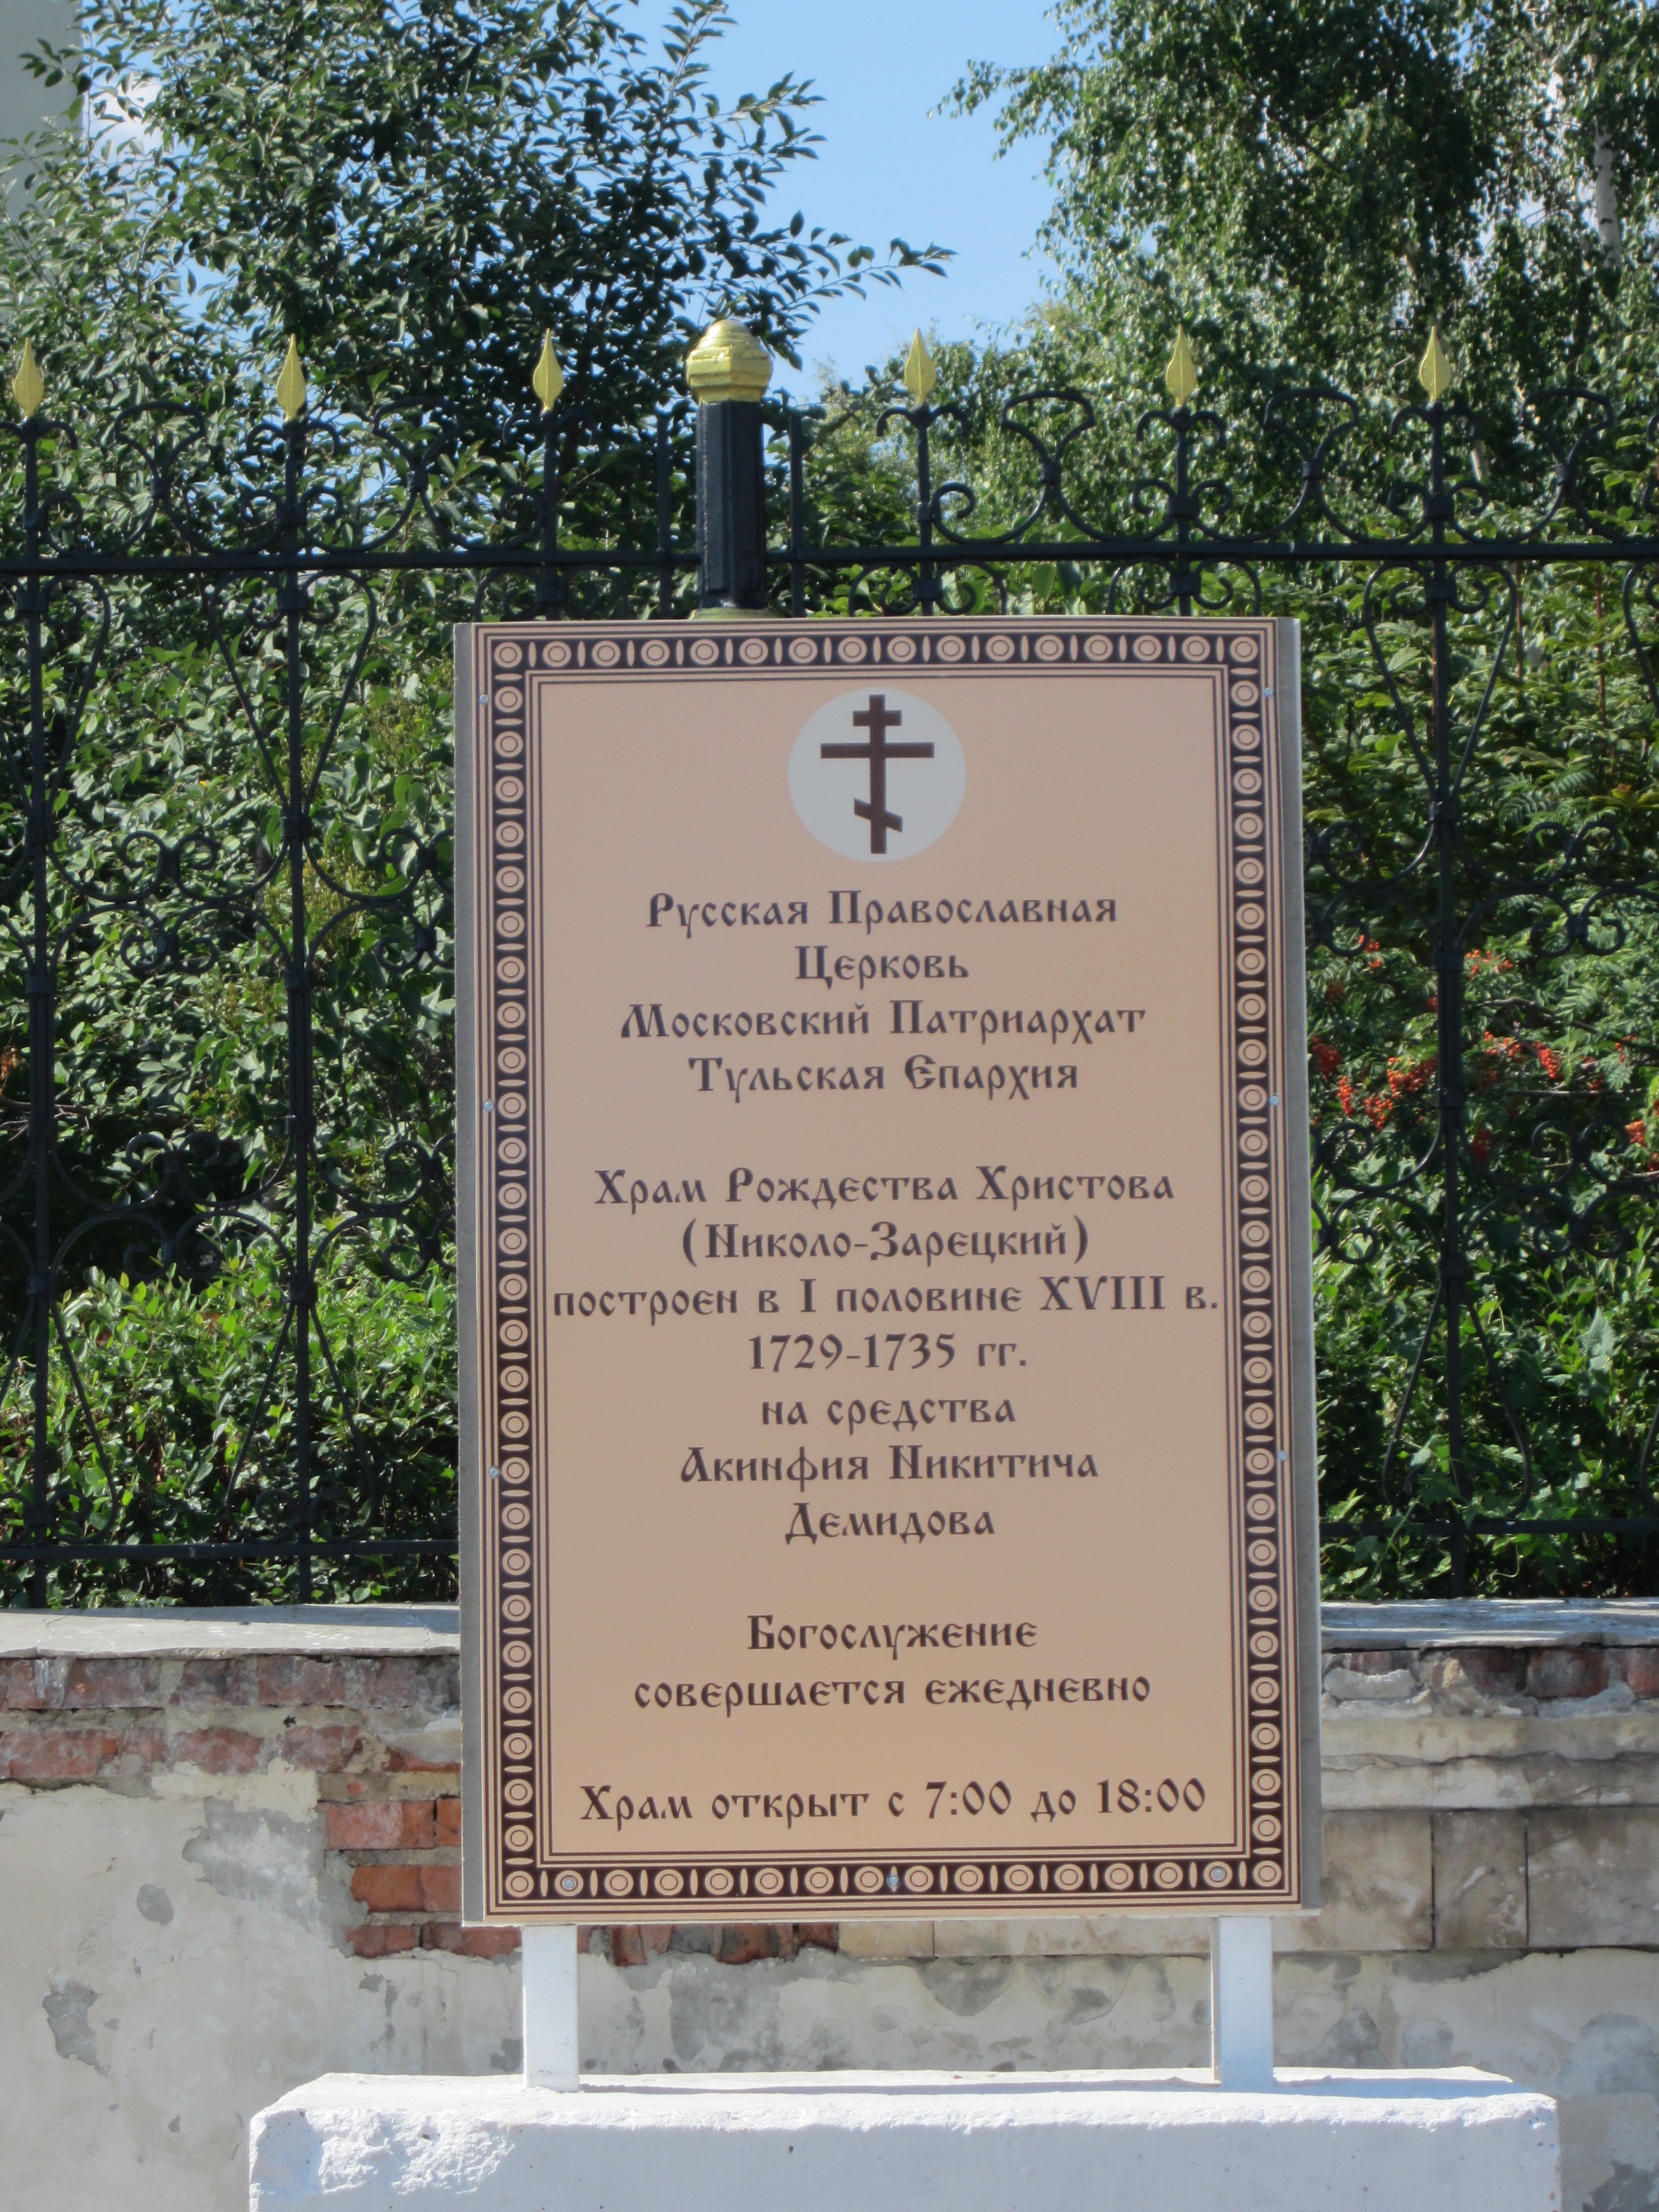 Русская Православная
Церковь
Московский Патриархат
Тульская Епархия
Храм Рождества Христова
(Николо-Зарецкий)
построен в I половине XVIII в.
1729-1735 гг.
на средства
Акинфия Никитича
Демидова
Богослужение
совершается ежедневно
Храм открыт с 7:00 до 18:00